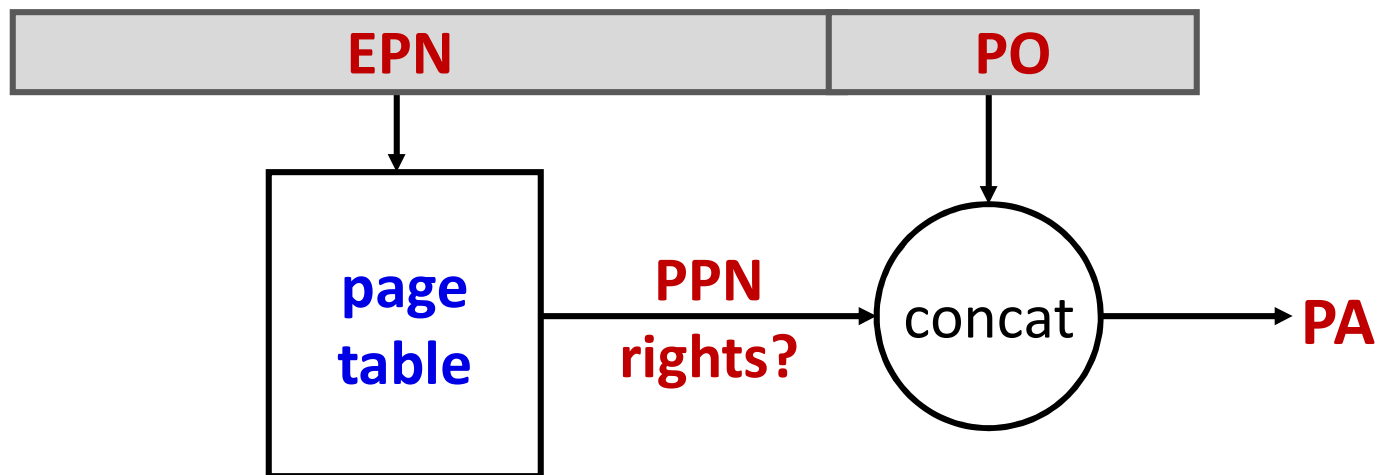 EPN
PO
page
table
PPN
rights?
concat
PA